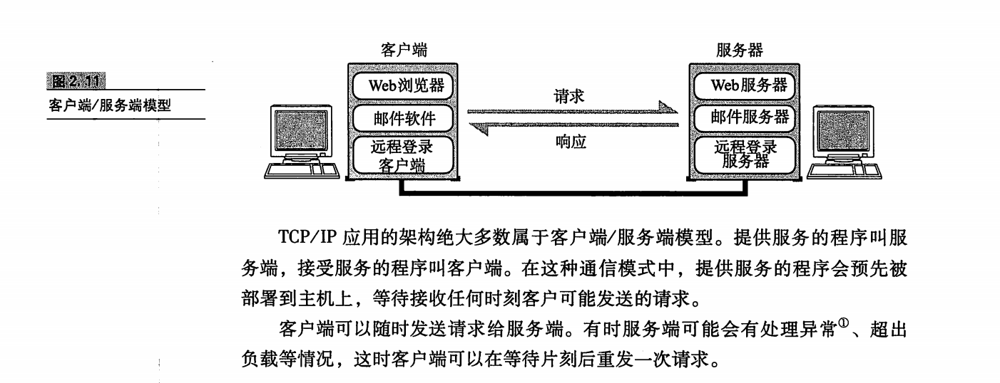 客户端
服务器
图2.11
客户端/服务端模型
Web浏览器
邮件软件
远程登录
客户端
请求
响应
Web服务器
邮件服务器
远程登录
服务器
TCP/IP 应用的架构绝大多数属于客户端/服务端模型。提供服务的程序叫服
务端，接受服务的程序叫客户端。在这种通信模式中，提供服务的程序会预先被
部署到主机上，等待接收任何时刻客户可能发送的请求。
客户端可以随时发送请求给服务端。有时服务端可能会有处理异常①、超出
负载等情况，这时客户端可以在等待片刻后重发一次请求。